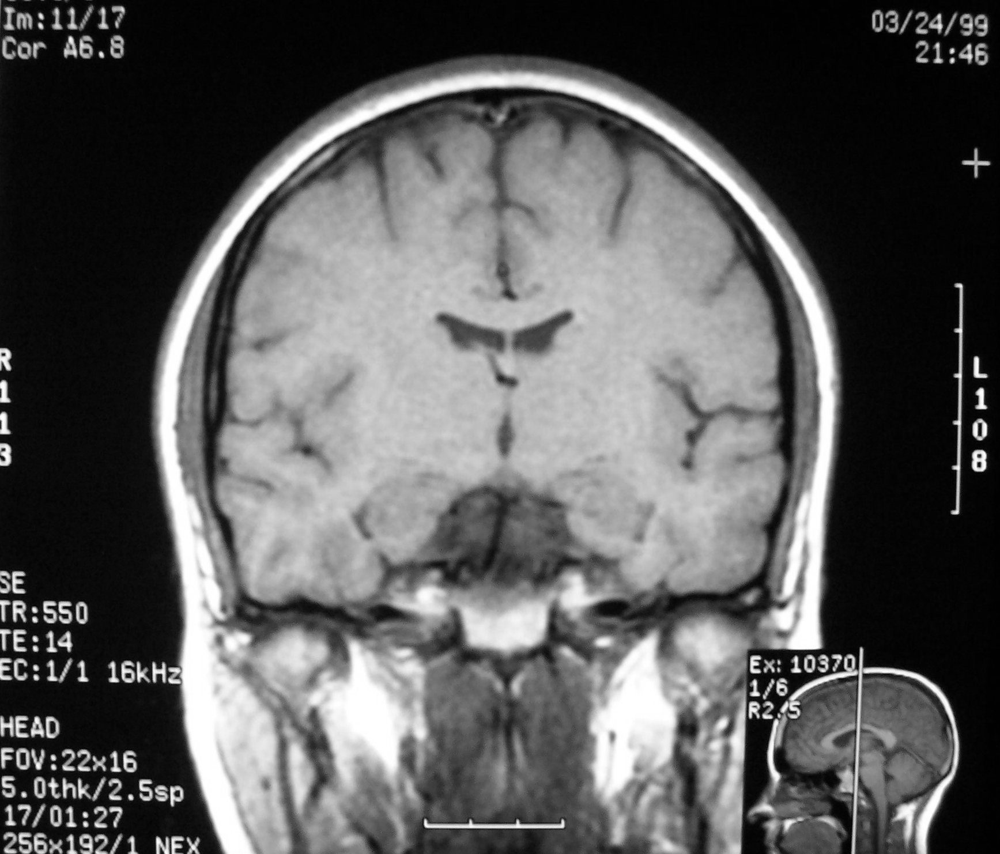 Im:11/17
Cor A6.8
03/24/99
21:46
R
1
1
3
L
1
0
8
SE
TR:550
TE:14
EC:1/1 16kHz
HEAD
FOV:22x16
5.0thk/2.5sp
17/01:27
256x192/1 NEX
Ex: 10370
1/6
R2.5